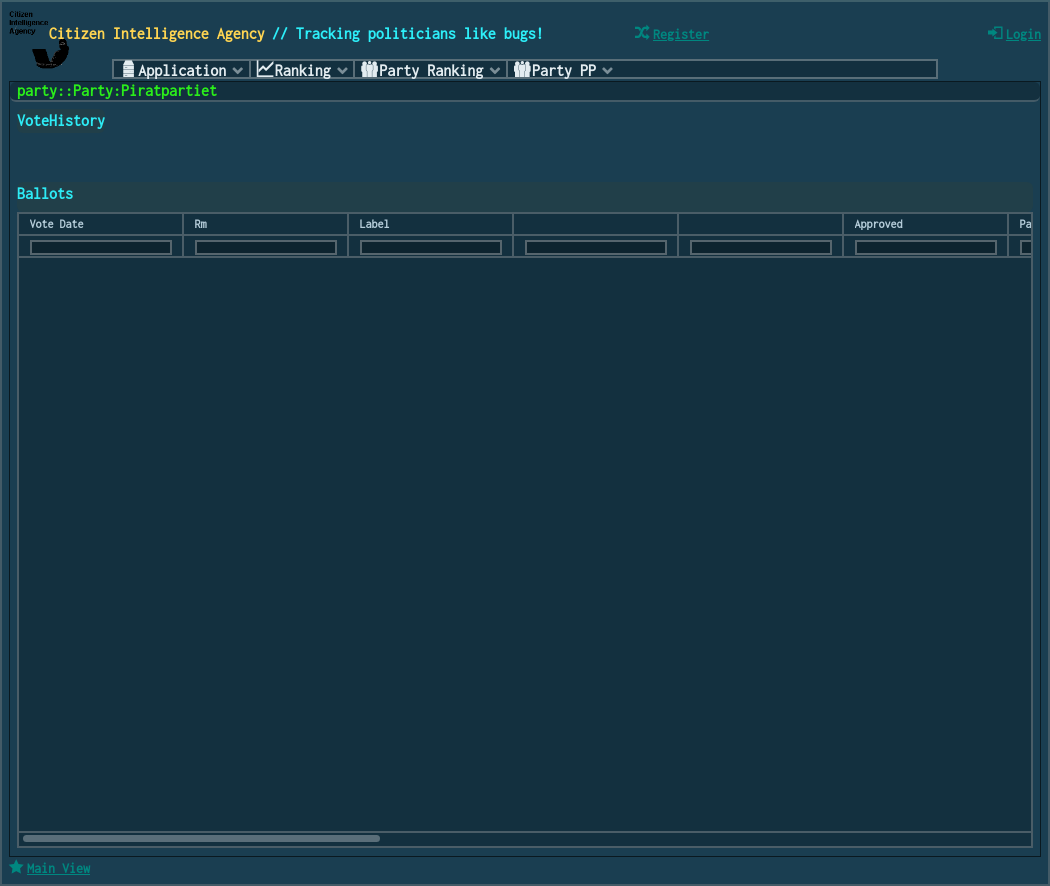 Citizen
Intelligence
Agency
Citizen Intelligence Agency // Tracking politicians like bugs!
Register
Login
Application
Ranking
Party Ranking
Party PP
party::Party:Piratpartiet
VoteHistory
Ballots
Vote Date
Rm
Label
Approved
Pa
Main View